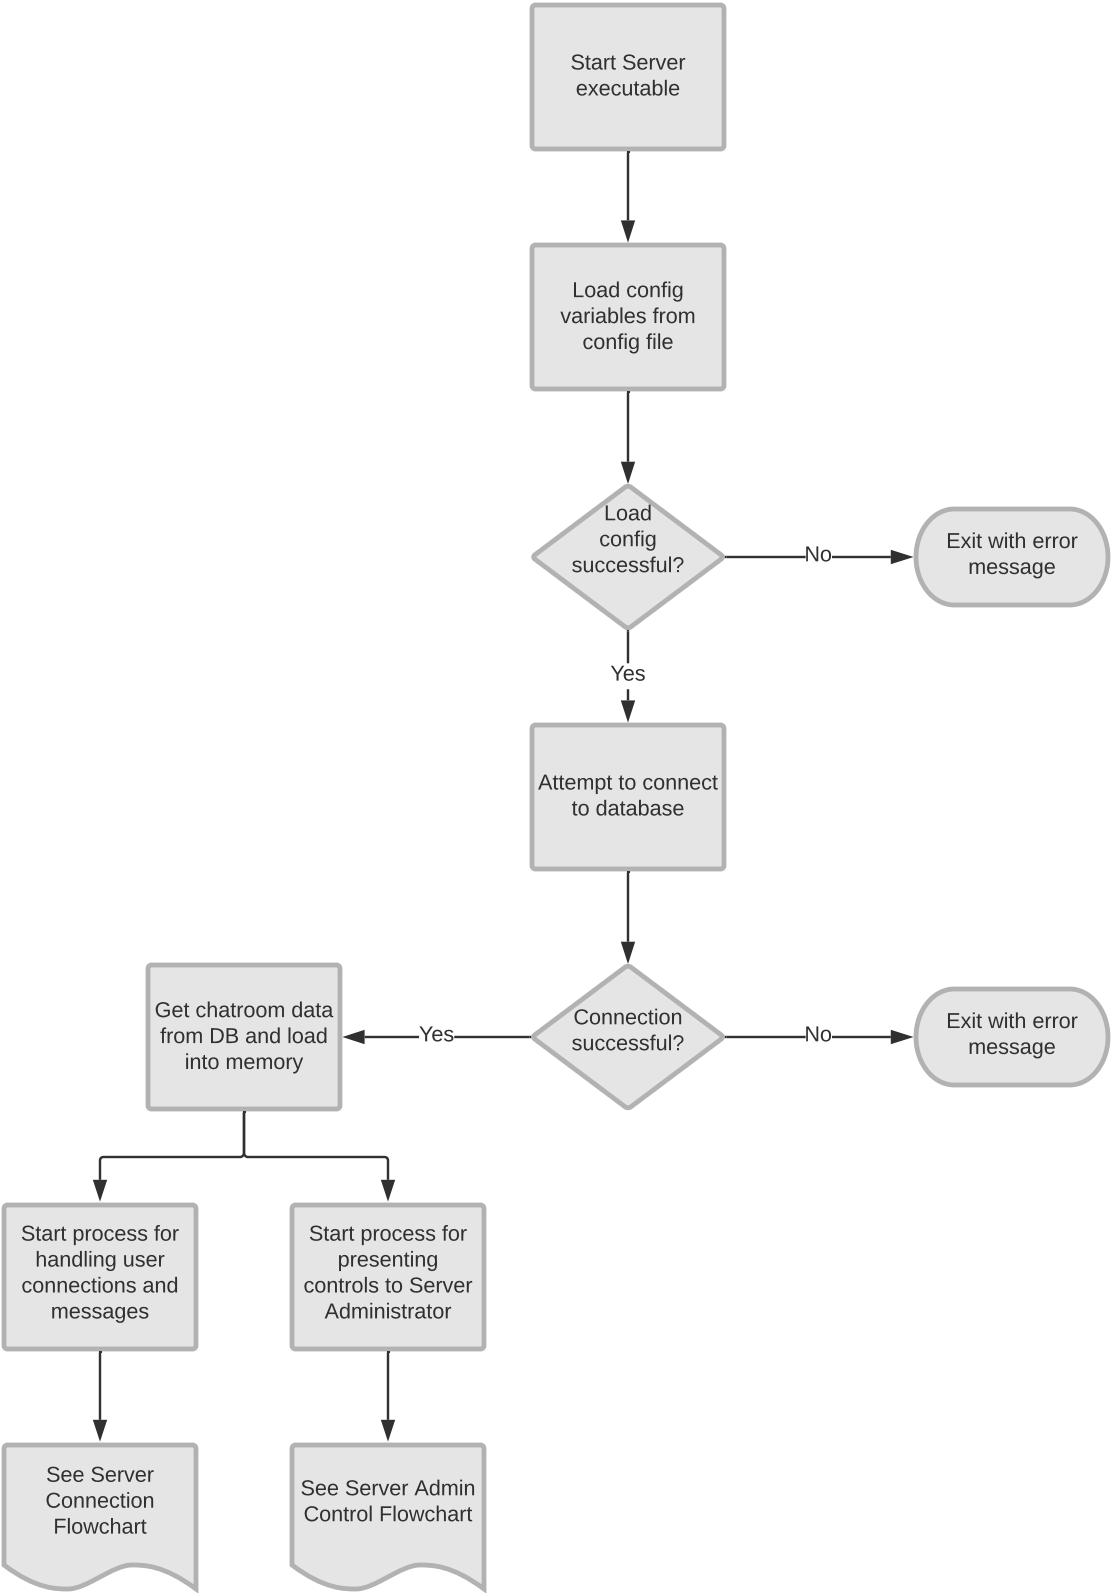 Start Server
executable
Load config
variables from
config file
Load
config
successful?
No
Exit with error
message
Yes
Attempt to connect
to database
Get chatroom data
from DB and load
into memory
Yes
Connection
successful?
No
Exit with error
message
Start process for
handling user
connections and
messages
Start process for
presenting
controls to Server
Administrator
See Server
Connection
Flowchart
See Server Admin
Control Flowchart